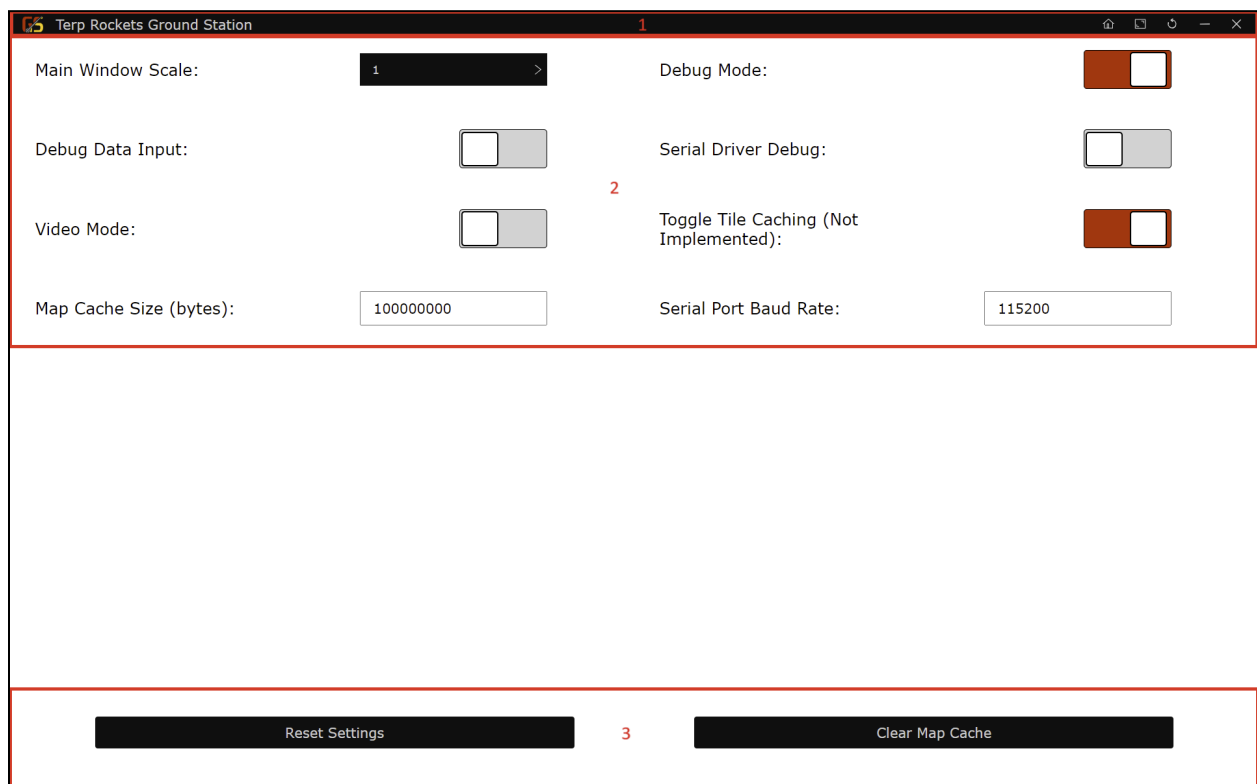 GS Terp Rockets Ground Station 1
Main Window Scale: 1 > Debug Mode:
Debug Data Input: Serial Driver Debug:
2
Video Mode: Toggle Tile Caching (Not
Implemented):
Map Cache Size (bytes): 100000000 Serial Port Baud Rate: 115200
Reset Settings 3 Clear Map Cache